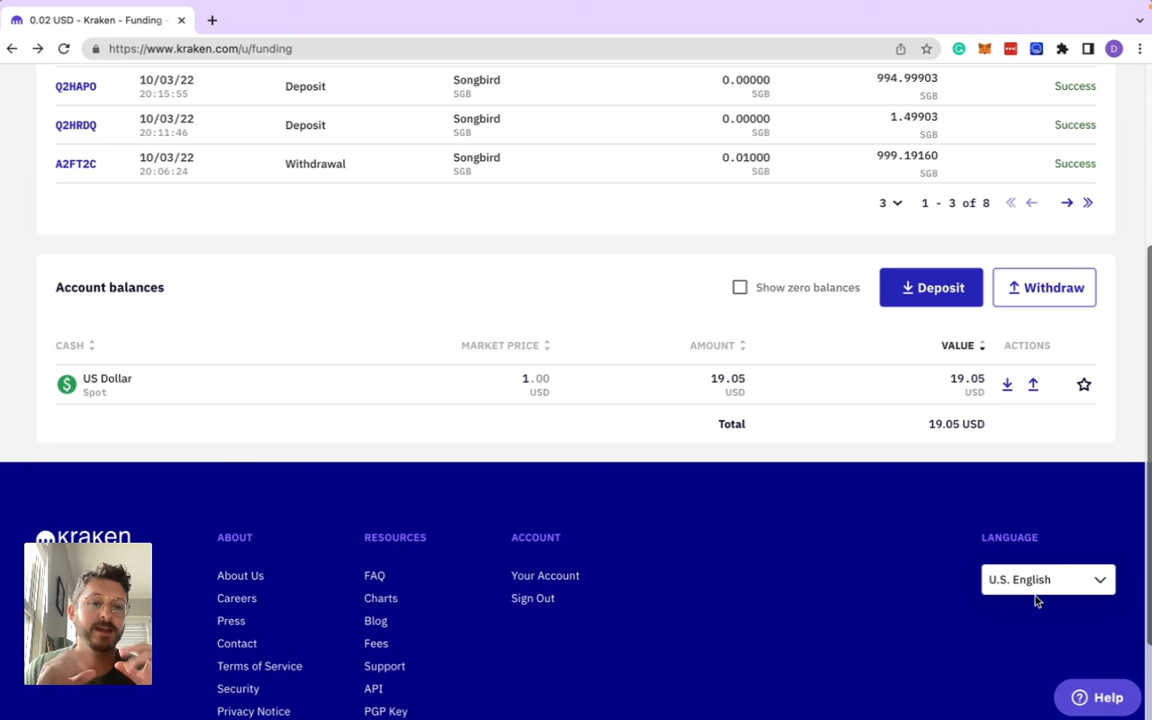 0.02 USD - Kraken - Funding -
https://www.kraken.com/u/funding
D
Q2HAPO 10/03/22 Deposit Songbird 0.00000 994.99903 Success
20:15:55 SGB SGB SGB
Q2HRDQ 10/03/22 Deposit Songbird 0.00000 1.49903 Success
20:11:46 SGB SGB SGB
A2FT2C 10/03/22 Withdrawal Songbird 0.01000 999.19160 Success
20:06:24 SGB SGB SGB
3 1 - 3 of 8
Account balances Show zero balances Deposit Withdraw
CASH MARKET PRICE AMOUNT VALUE ACTIONS
US Dollar 1.00 19.05 19.05
Spot USD USD USD
Total 19.05 USD
kraken ABOUT RESOURCES ACCOUNT LANGUAGE
About Us FAQ Your Account U.S. English
Careers Charts Sign Out
Press Blog
Contact Fees
Terms of Service Support
Security API
Privacy Notice PGP Key
Help